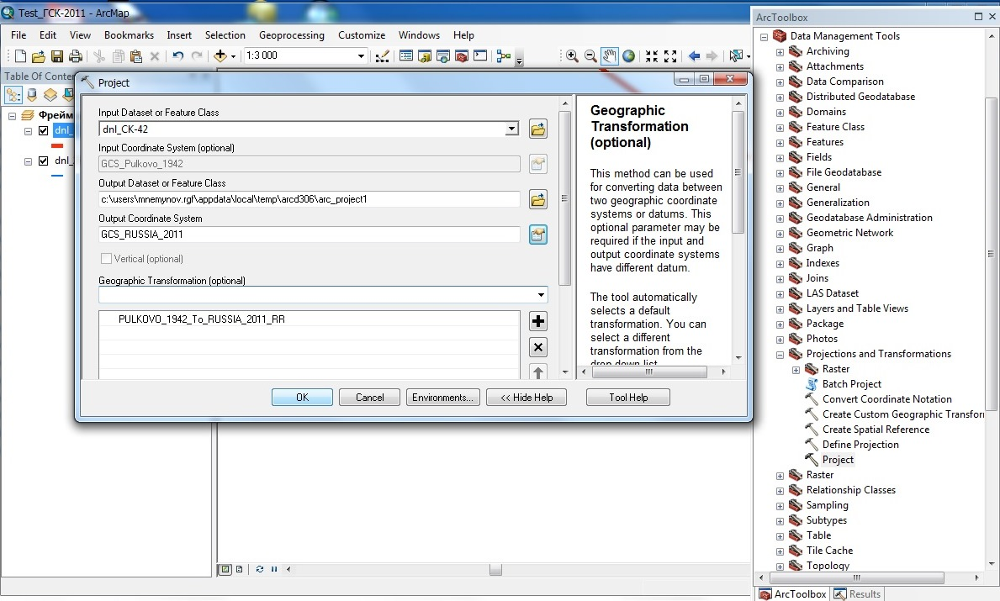 Test_ГСК-2011 - ArcMap
File Edit View Bookmarks Insert Selection Geoprocessing Customize Windows Help
1:3 000
Table Of Conte
Фрейм
dnl_
dnl_
Project
Input Dataset or Feature Class
dnl_CK-42
Input Coordinate System (optional)
GCS_Pulkovo_1942
Output Dataset or Feature Class
c:\users\mnemynov.rgf\appdata\local\temp\arcd306\arc_project1
Output Coordinate System
GCS_RUSSIA_2011
Vertical (optional)
Geographic Transformation (optional)
PULKOVO_1942_To_RUSSIA_2011_RR
OK Cancel Environments... << Hide Help Tool Help
Geographic
Transformation
(optional)
This method can be used
for converting data between
two geographic coordinate
systems or datums. This
optional parameter may be
required if the input and
output coordinate systems
have different datum.
The tool automatically
selects a default
transformation. You can
select a different
transformation from the
drop down list.
ArcToolbox
Data Management Tools
Archiving
Attachments
Data Comparison
Distributed Geodatabase
Domains
Feature Class
Features
Fields
File Geodatabase
General
Generalization
Geodatabase Administration
Geometric Network
Graph
Indexes
Joins
LAS Dataset
Layers and Table Views
Package
Photos
Projections and Transformations
Raster
Batch Project
Convert Coordinate Notation
Create Custom Geographic Transfor
Create Spatial Reference
Define Projection
Project
Raster
Relationship Classes
Sampling
Subtypes
Table
Tile Cache
Topology
ArcToolbox Results